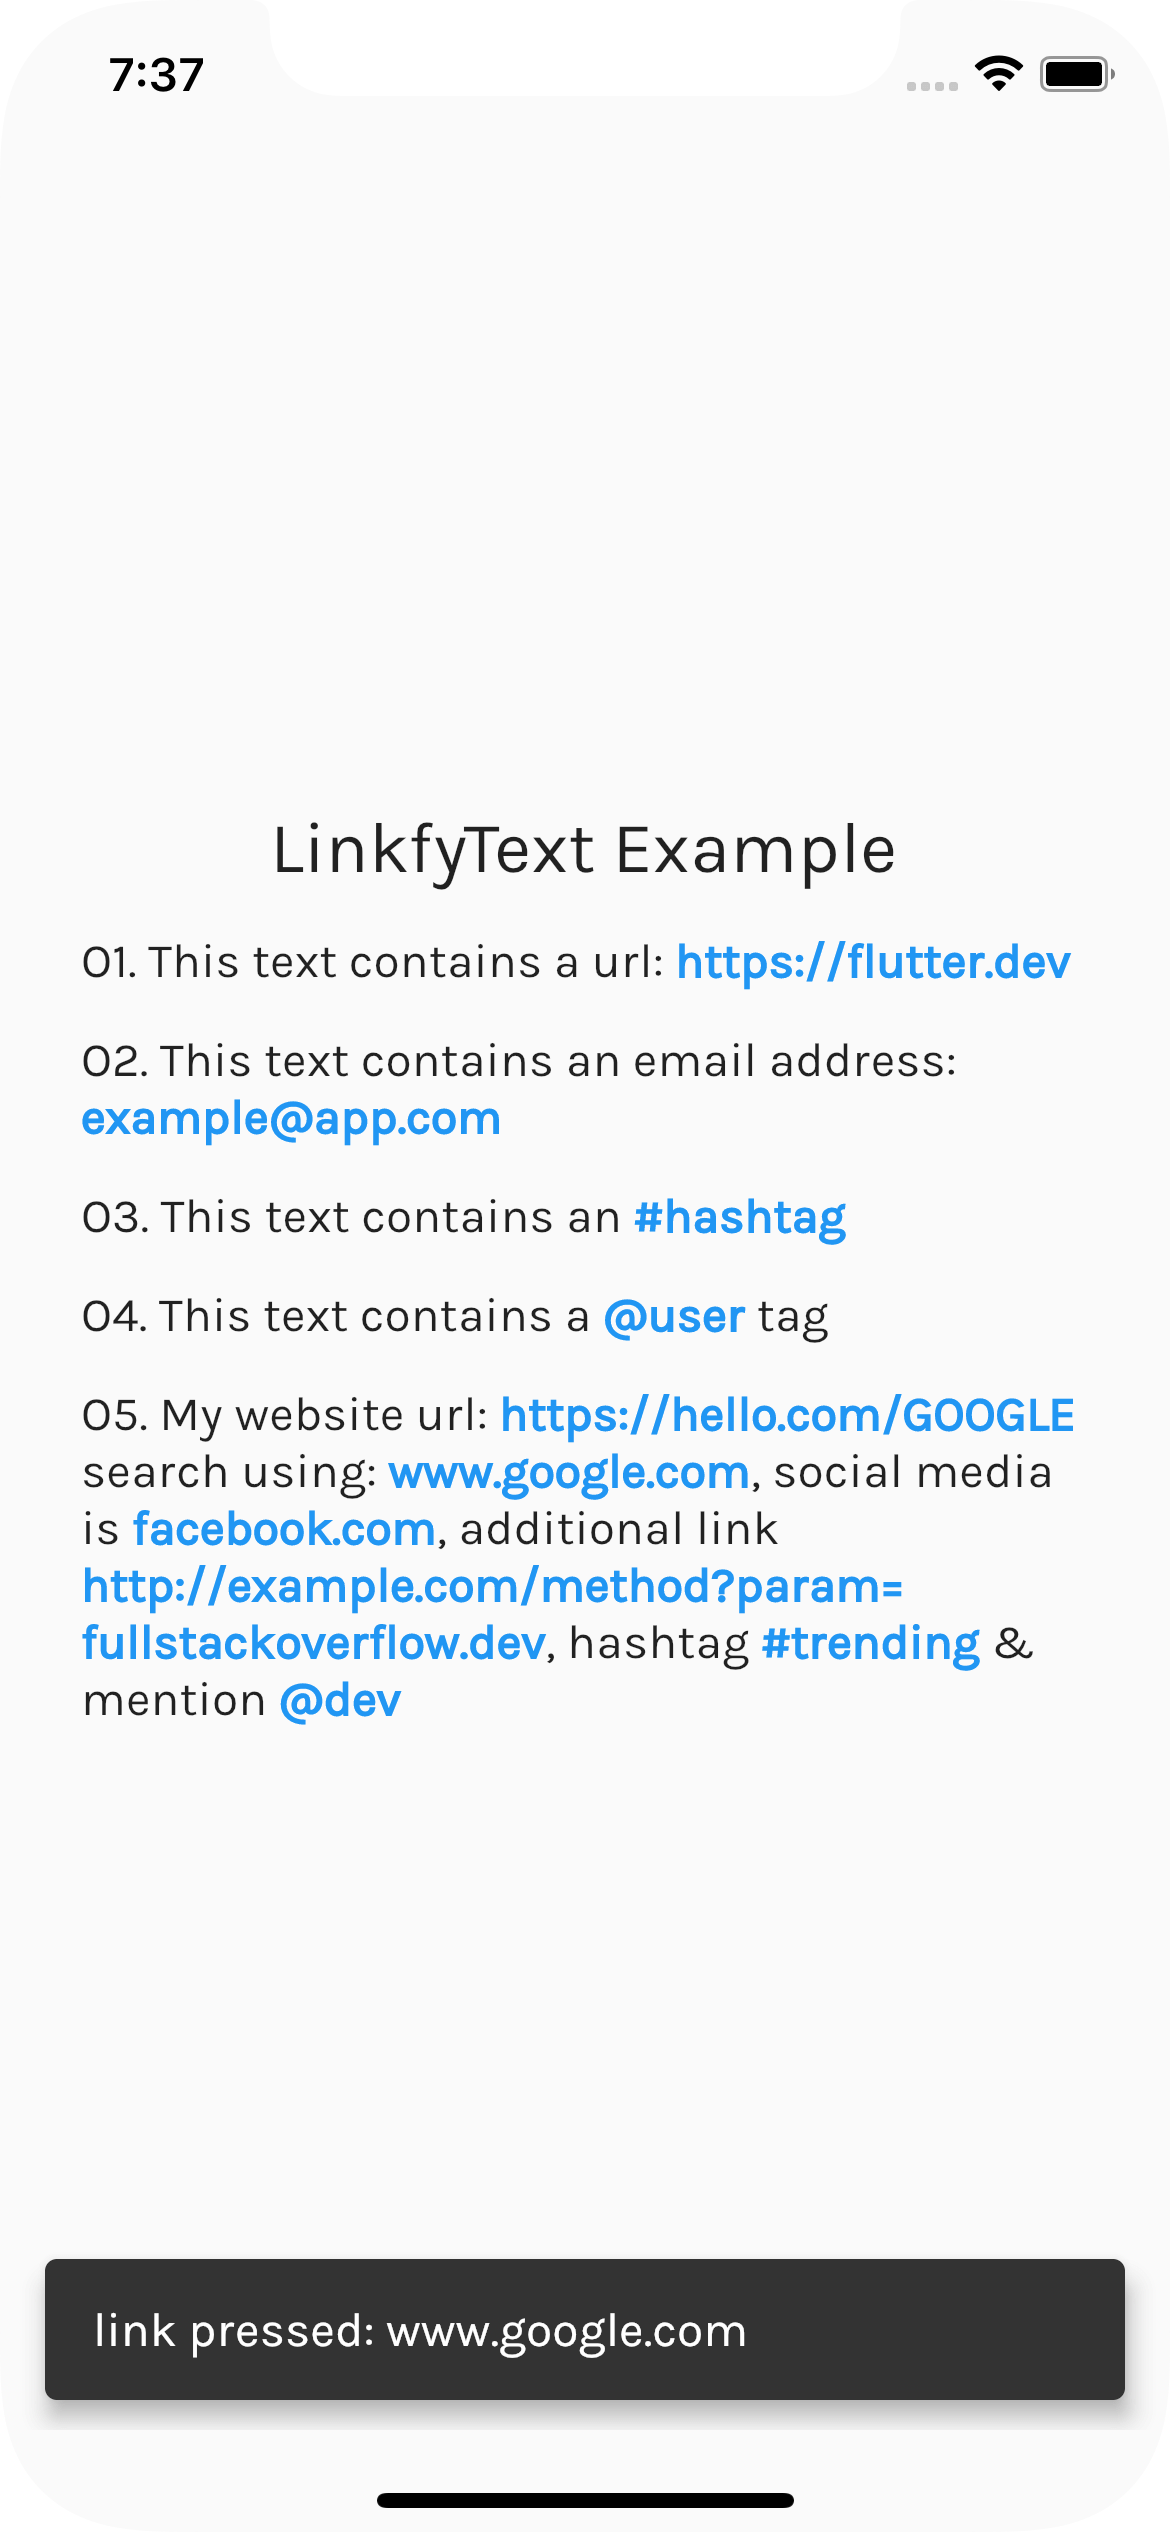 7:37
LinkfyText Example
01. This text contains a url: https://flutter.dev
02. This text contains an email address:
example@app.com
03. This text contains an #hashtag
04. This text contains a @user tag
05. My website url: https://hello.com/GOOGLE
search using: www.google.com, social media
is facebook.com, additional link
http://example.com/method?param=
fullstackoverflow.dev, hashtag #trending &
mention @dev
link pressed: www.google.com